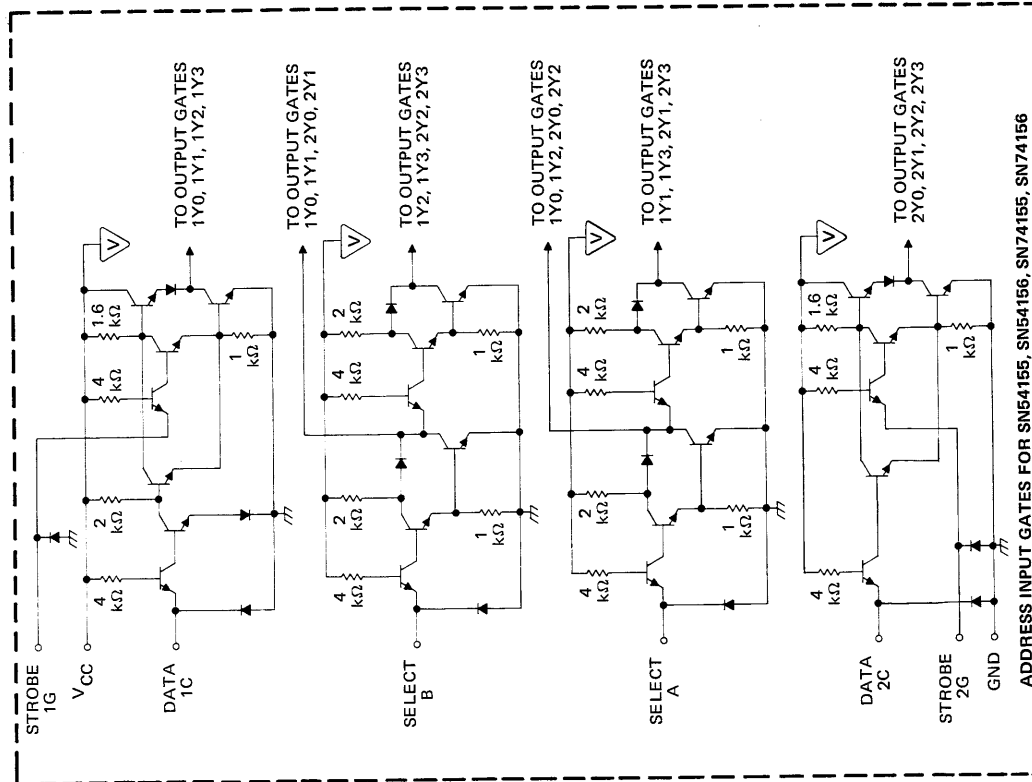 STROBE
1G
VCC
DATA
1C
4
kΩ
2
kΩ
4
kΩ
1.6
kΩ
1
kΩ
V
TO OUTPUT GATES
1Y0, 1Y1, 1Y2, 1Y3
TO OUTPUT GATES
1Y0, 1Y1, 2Y0, 2Y1
SELECT
B
4
kΩ
2
kΩ
1
kΩ
4
kΩ
2
kΩ
1
kΩ
V
TO OUTPUT GATES
1Y2, 1Y3, 2Y2, 2Y3
TO OUTPUT GATES
1Y0, 1Y2, 2Y0, 2Y2
SELECT
A
4
kΩ
2
kΩ
1
kΩ
4
kΩ
2
kΩ
1
kΩ
V
TO OUTPUT GATES
1Y1, 1Y3, 2Y1, 2Y3
DATA
2C
STROBE
2G
GND
4
kΩ
4
kΩ
1.6
kΩ
1
kΩ
V
TO OUTPUT GATES
2Y0, 2Y1, 2Y2, 2Y3
ADDRESS INPUT GATES FOR SN54155, SN54156, SN74155, SN74156